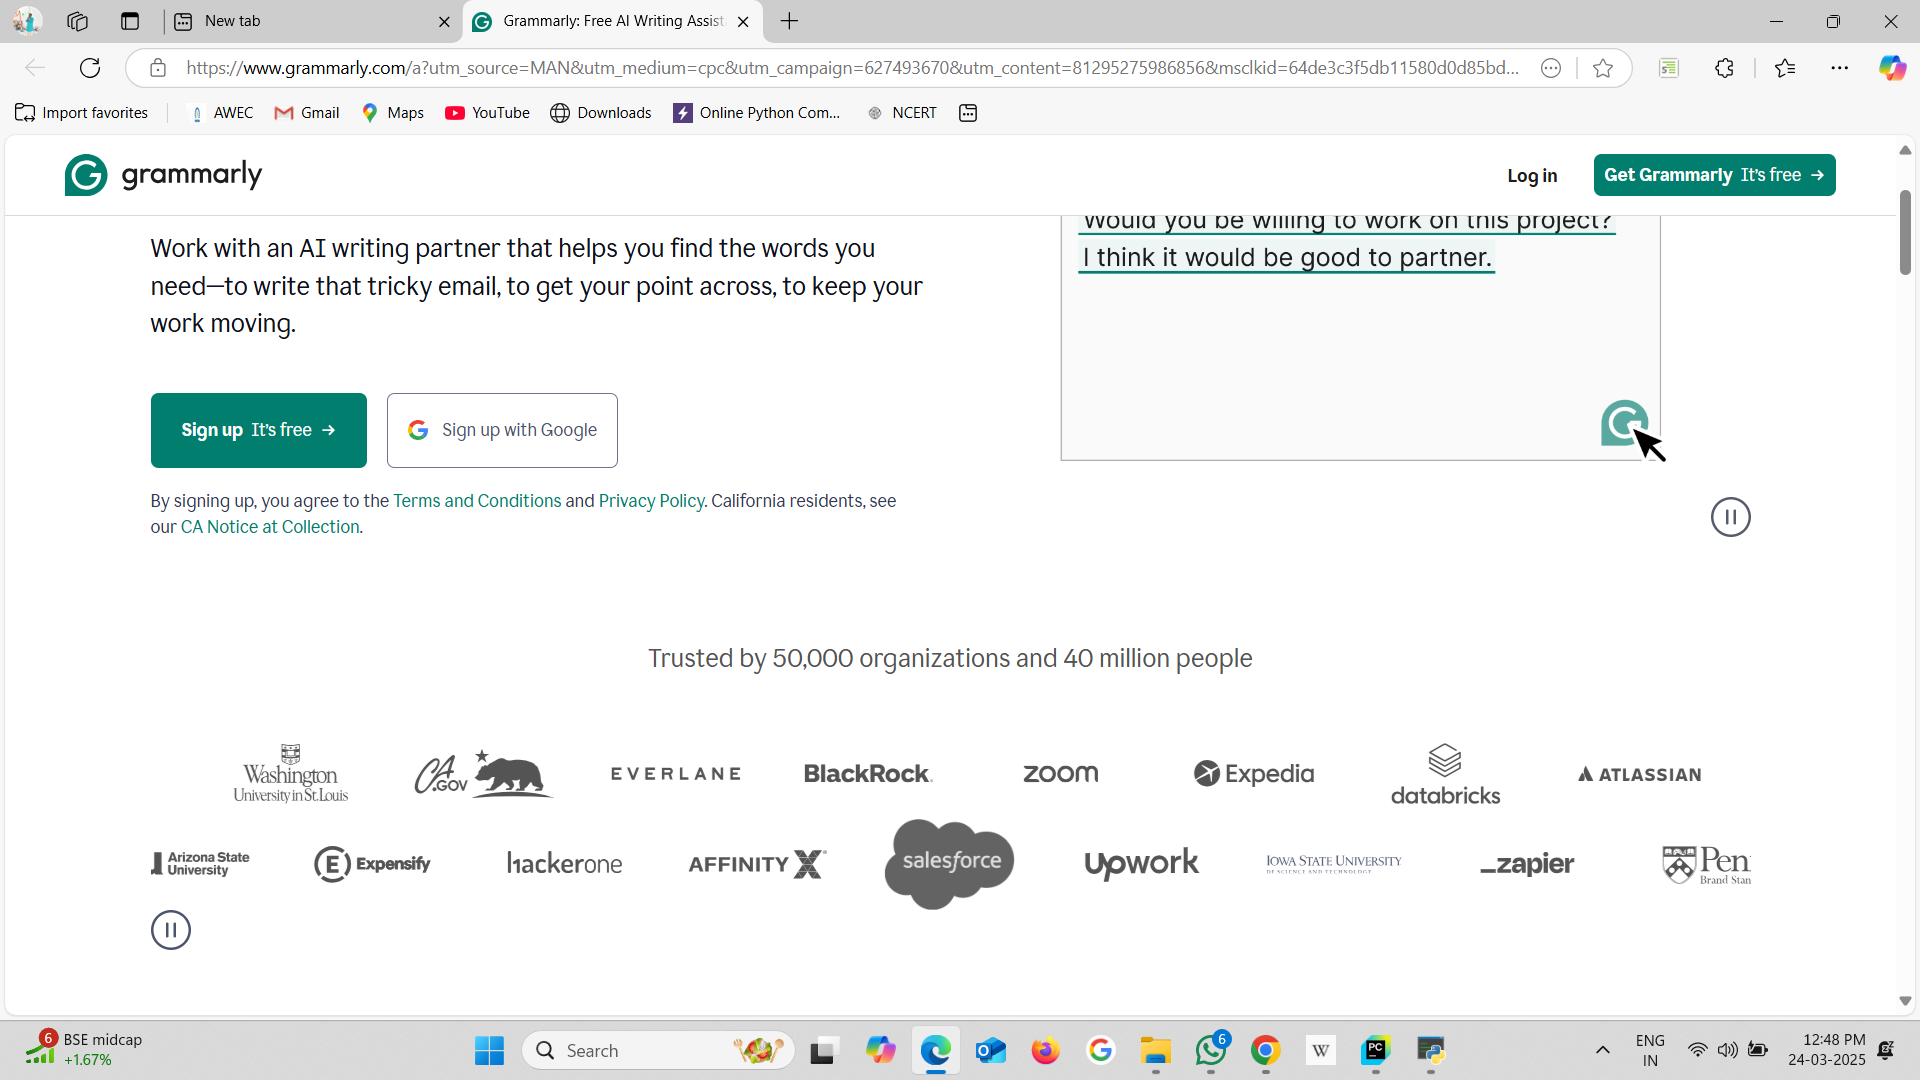 New tab
Grammarly: Free AI Writing Assist
https://www.grammarly.com/a?utm_source=MAN&utm_medium=cpc&utm_campaign=627493670&utm_content=81295275986856&msclkid=64de3c3f5db11580d0d85bd...
Import favorites
AWEC
Gmail
Maps
YouTube
Downloads
Online Python Com...
NCERT
grammarly
Log in
Get Grammarly It's free →
Work with an AI writing partner that helps you find the words you
need—to write that tricky email, to get your point across, to keep your
work moving.
Would you be willing to work on this project?
I think it would be good to partner.
Sign up It's free →
Sign up with Google
By signing up, you agree to the Terms and Conditions and Privacy Policy. California residents, see
our CA Notice at Collection.
Trusted by 50,000 organizations and 40 million people
Washington
University in St. Louis
CA
.GOV
EVERLANE
BlackRock.
zoom
Expedia
databricks
ATLASSIAN
Arizona State
University
Expensify
hackerone
AFFINITY X
salesforce
upwork
IOWA STATE UNIVERSITY
OF SCIENCE AND TECHNOLOGY
_zapier
Penn
Brand Stan
6
BSE midcap
+1.67%
Search
6
W
PC
ENG
IN
12:48 PM
24-03-2025